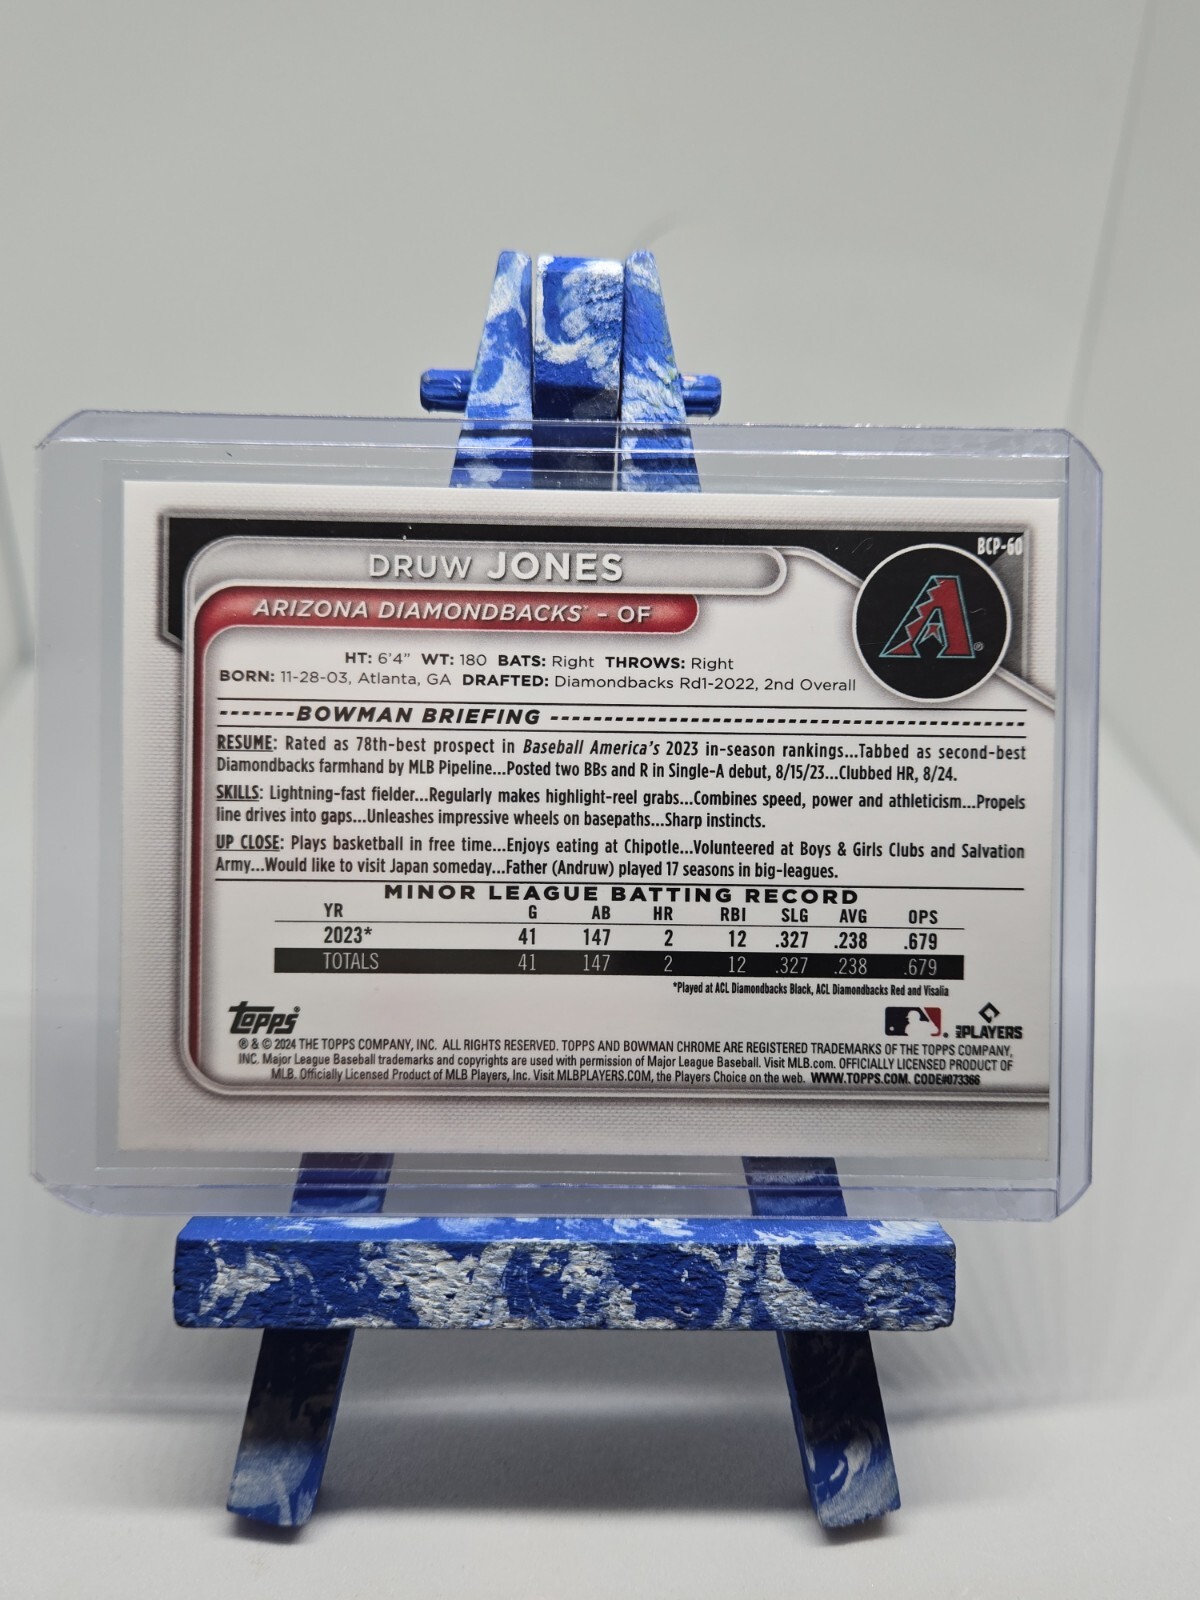 BCP-60
DRUW JONES
ARIZONA DIAMONDBACKS™ - OF
A®
HT: 6'4" WT: 180 BATS: Right THROWS: Right
BORN: 11-28-03, Atlanta, GA DRAFTED: Diamondbacks Rd1-2022, 2nd Overall
BOWMAN BRIEFING
RESUME: Rated as 78th-best prospect in Baseball America's 2023 in-season rankings...Tabbed as second-best
Diamondbacks farmhand by MLB Pipeline...Posted two BBs and R in Single-A debut, 8/15/23...Clubbed HR, 8/24.
SKILLS: Lightning-fast fielder...Regularly makes highlight-reel grabs...Combines speed, power and athleticism...Propels
line drives into gaps...Unleashes impressive wheels on basepaths...Sharp instincts.
UP CLOSE: Plays basketball in free time...Enjoys eating at Chipotle...Volunteered at Boys & Girls Clubs and Salvation
Army...Would like to visit Japan someday...Father (Andruw) played 17 seasons in big-leagues.
MINOR LEAGUE BATTING RECORD
YR G AB HR RBI SLG AVG OPS
2023* 41 147 2 12 .327 .238 .679
TOTALS 41 147 2 12 .327 .238 .679
*Played at ACL Diamondbacks Black, ACL Diamondbacks Red and Visalia
topps®
MLB PLAYERS
® & © 2024 THE TOPPS COMPANY, INC. ALL RIGHTS RESERVED. TOPPS AND BOWMAN CHROME ARE REGISTERED TRADEMARKS OF THE TOPPS COMPANY,
INC. Major League Baseball trademarks and copyrights are used with permission of Major League Baseball. Visit MLB.com. OFFICIALLY LICENSED PRODUCT OF
MLB. Officially Licensed Product of MLB Players, Inc. Visit MLBPLAYERS.COM, the Players Choice on the web. WWW.TOPPS.COM. CODE#073366